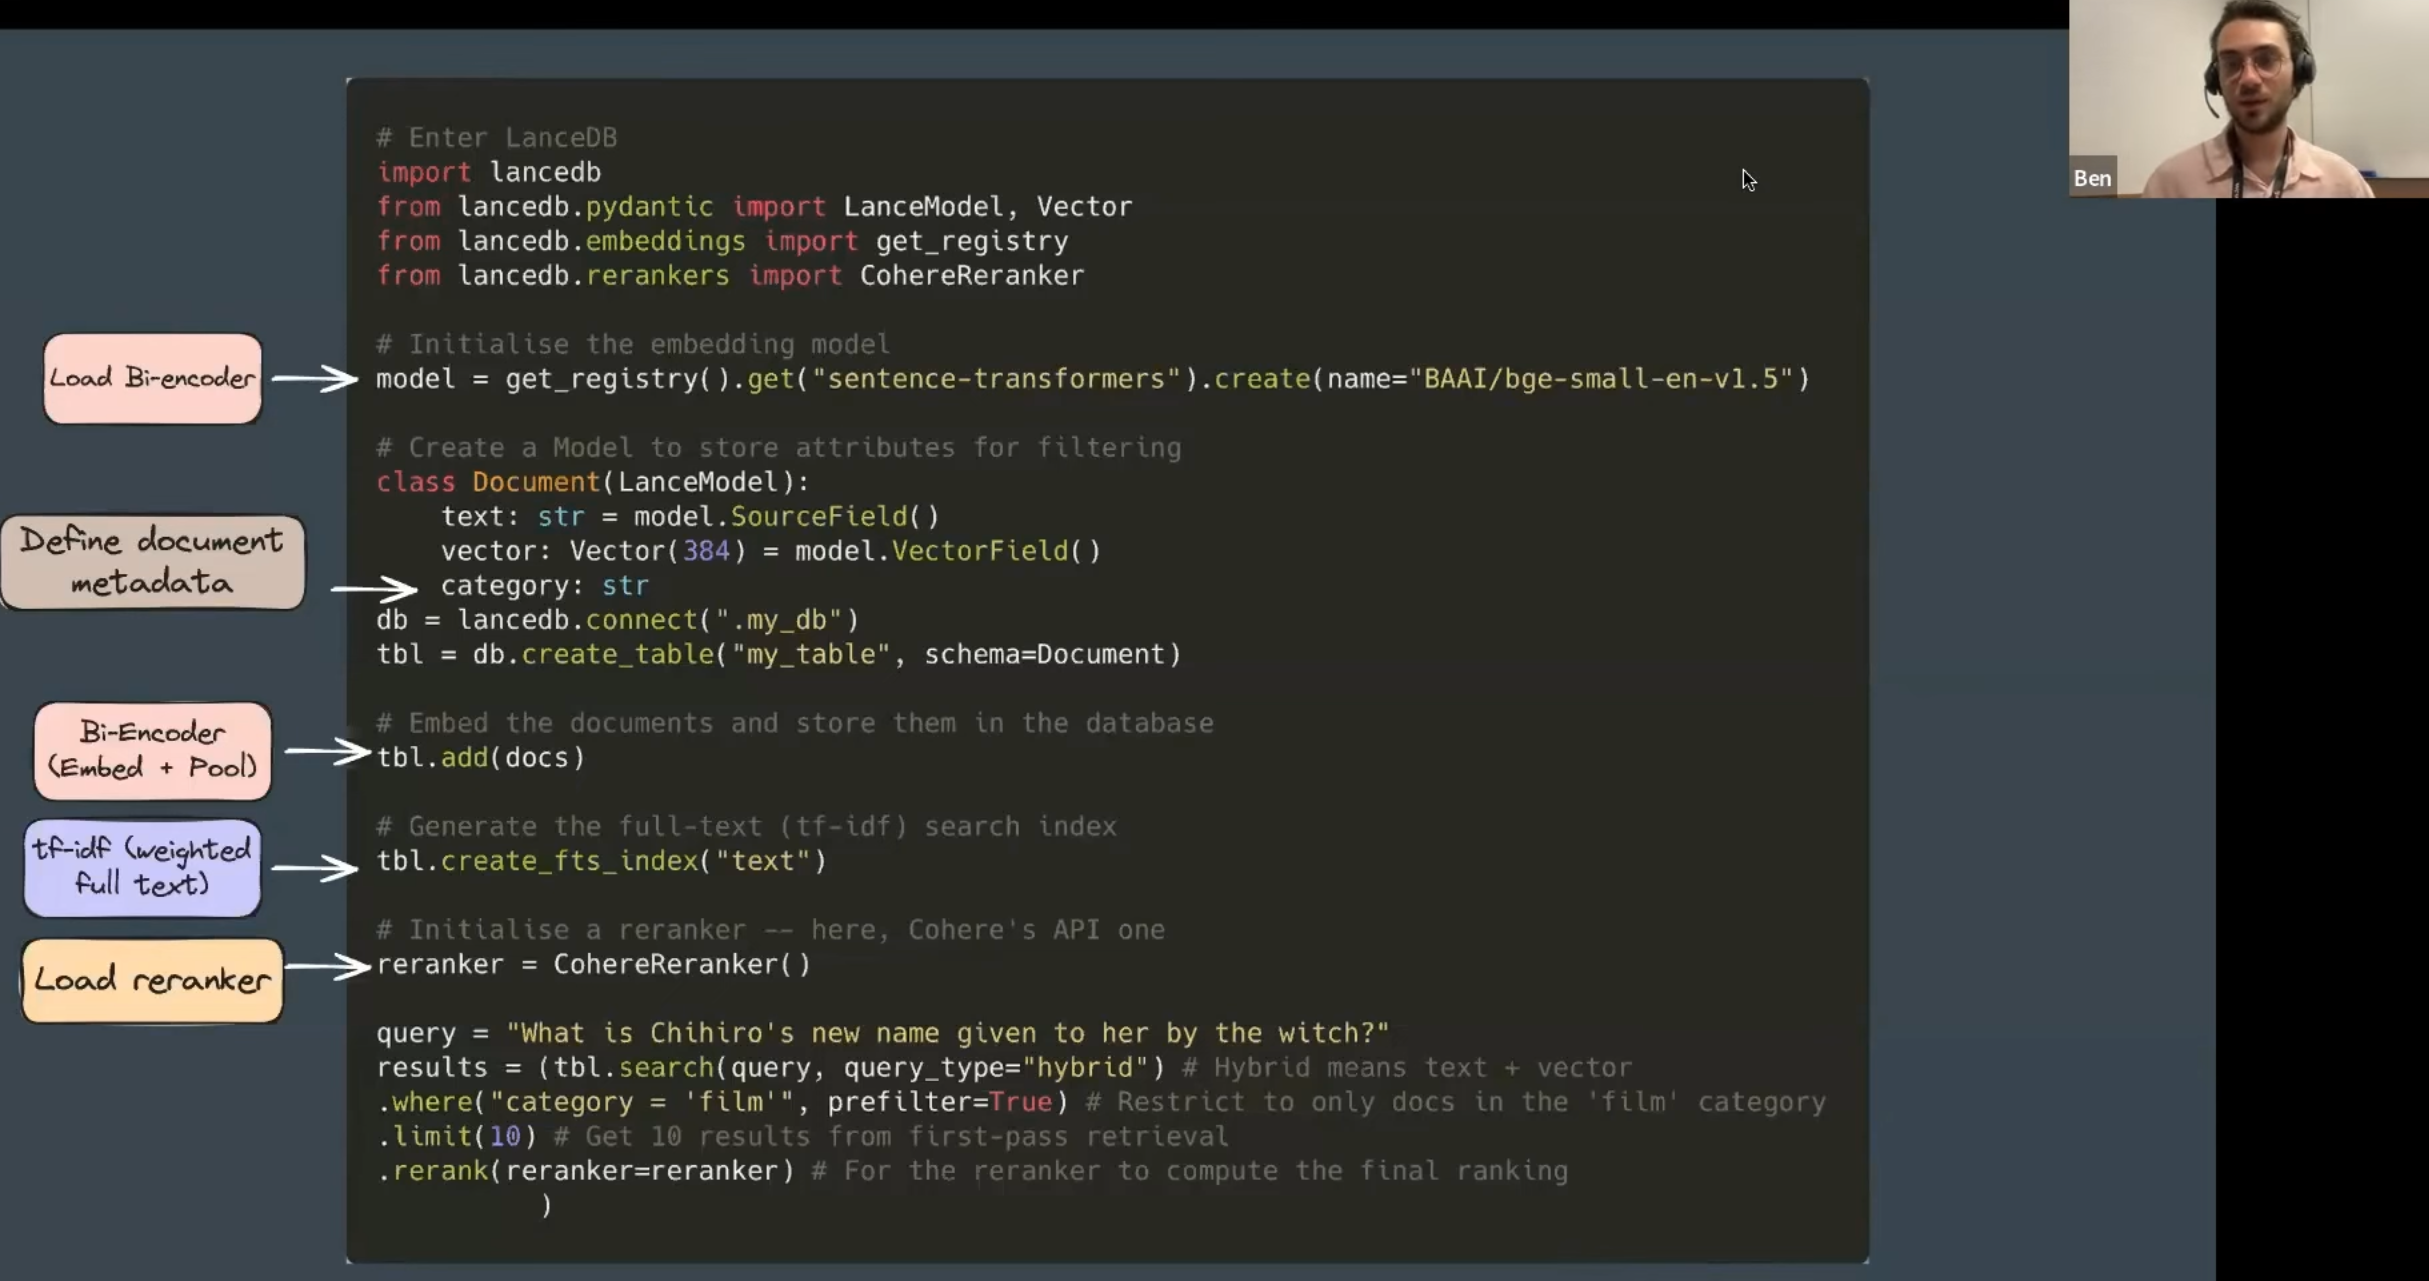 Ben
# Enter LanceDB
import lancedb
from lancedb.pydantic import LanceModel, Vector
from lancedb.embeddings import get_registry
from lancedb.rerankers import CohereReranker
# Initialise the embedding model
Load Bi-encoder
model = get_registry().get("sentence-transformers").create(name="BAAI/bge-small-en-v1.5")
# Create a Model to store attributes for filtering
class Document(LanceModel):
    text: str = model.SourceField()
    vector: Vector(384) = model.VectorField()
Define document
metadata
    category: str
db = lancedb.connect(".my_db")
tbl = db.create_table("my_table", schema=Document)
# Embed the documents and store them in the database
Bi-Encoder
(Embed + Pool)
tbl.add(docs)
# Generate the full-text (tf-idf) search index
tf-idf (weighted
full text)
tbl.create_fts_index("text")
# Initialise a reranker -- here, Cohere's API one
Load reranker
reranker = CohereReranker()
query = "What is Chihiro's new name given to her by the witch?"
results = (tbl.search(query, query_type="hybrid") # Hybrid means text + vector
.where("category = 'film'", prefilter=True) # Restrict to only docs in the 'film' category
.limit(10) # Get 10 results from first-pass retrieval
.rerank(reranker=reranker) # For the reranker to compute the final ranking
)